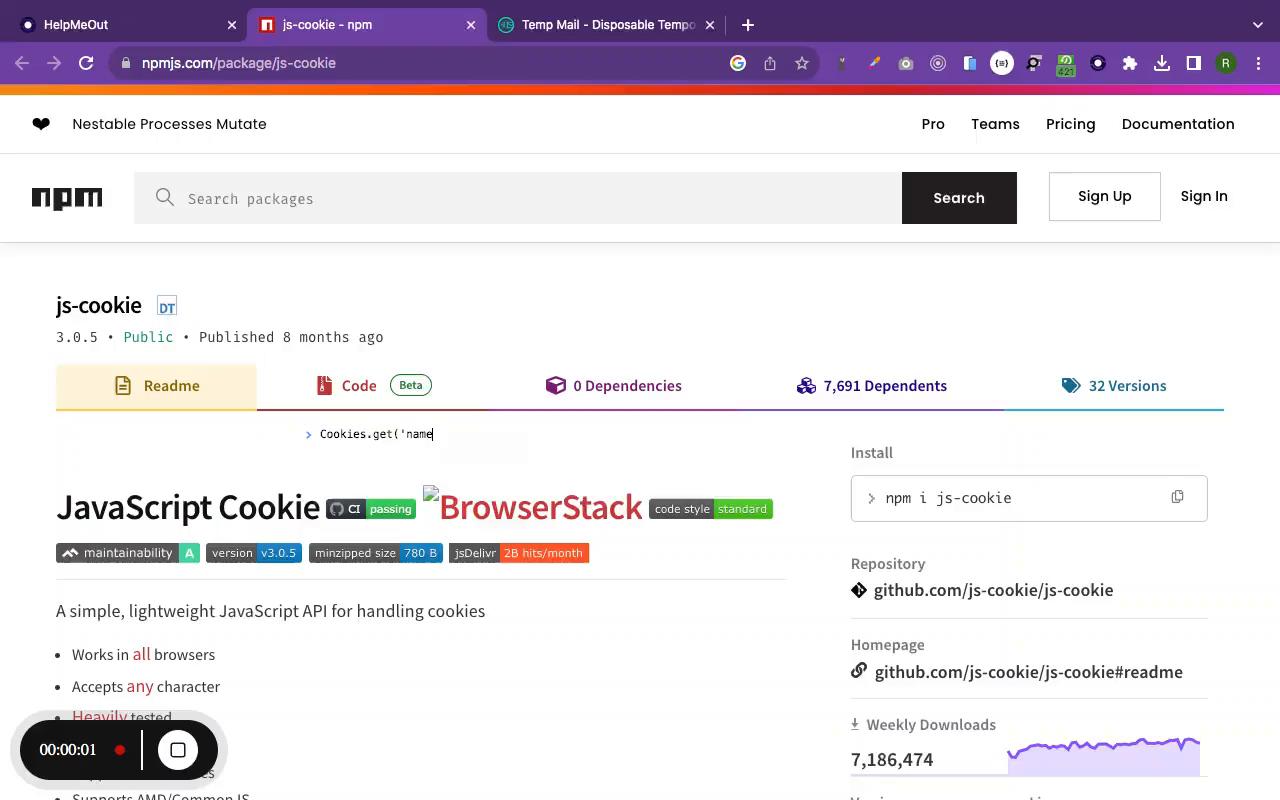 HelpMeOut
js-cookie - npm
Temp Mail - Disposable Tempo
npmjs.com/package/js-cookie
421
R
Nestable Processes Mutate
Pro
Teams
Pricing
Documentation
npm
Search packages
Search
Sign Up
Sign In
js-cookie DT
3.0.5 • Public • Published 8 months ago
Readme
Code Beta
0 Dependencies
7,691 Dependents
32 Versions
> Cookies.get('name
JavaScript Cookie CI passing BrowserStack code style standard
maintainability A version v3.0.5 minzipped size 780 B jsDelivr 2B hits/month
A simple, lightweight JavaScript API for handling cookies
• Works in all browsers
• Accepts any character
• Heavily tested
• Supports AMD/CommonJS
00:00:01
Install
> npm i js-cookie
Repository
github.com/js-cookie/js-cookie
Homepage
github.com/js-cookie/js-cookie#readme
Weekly Downloads
7,186,474